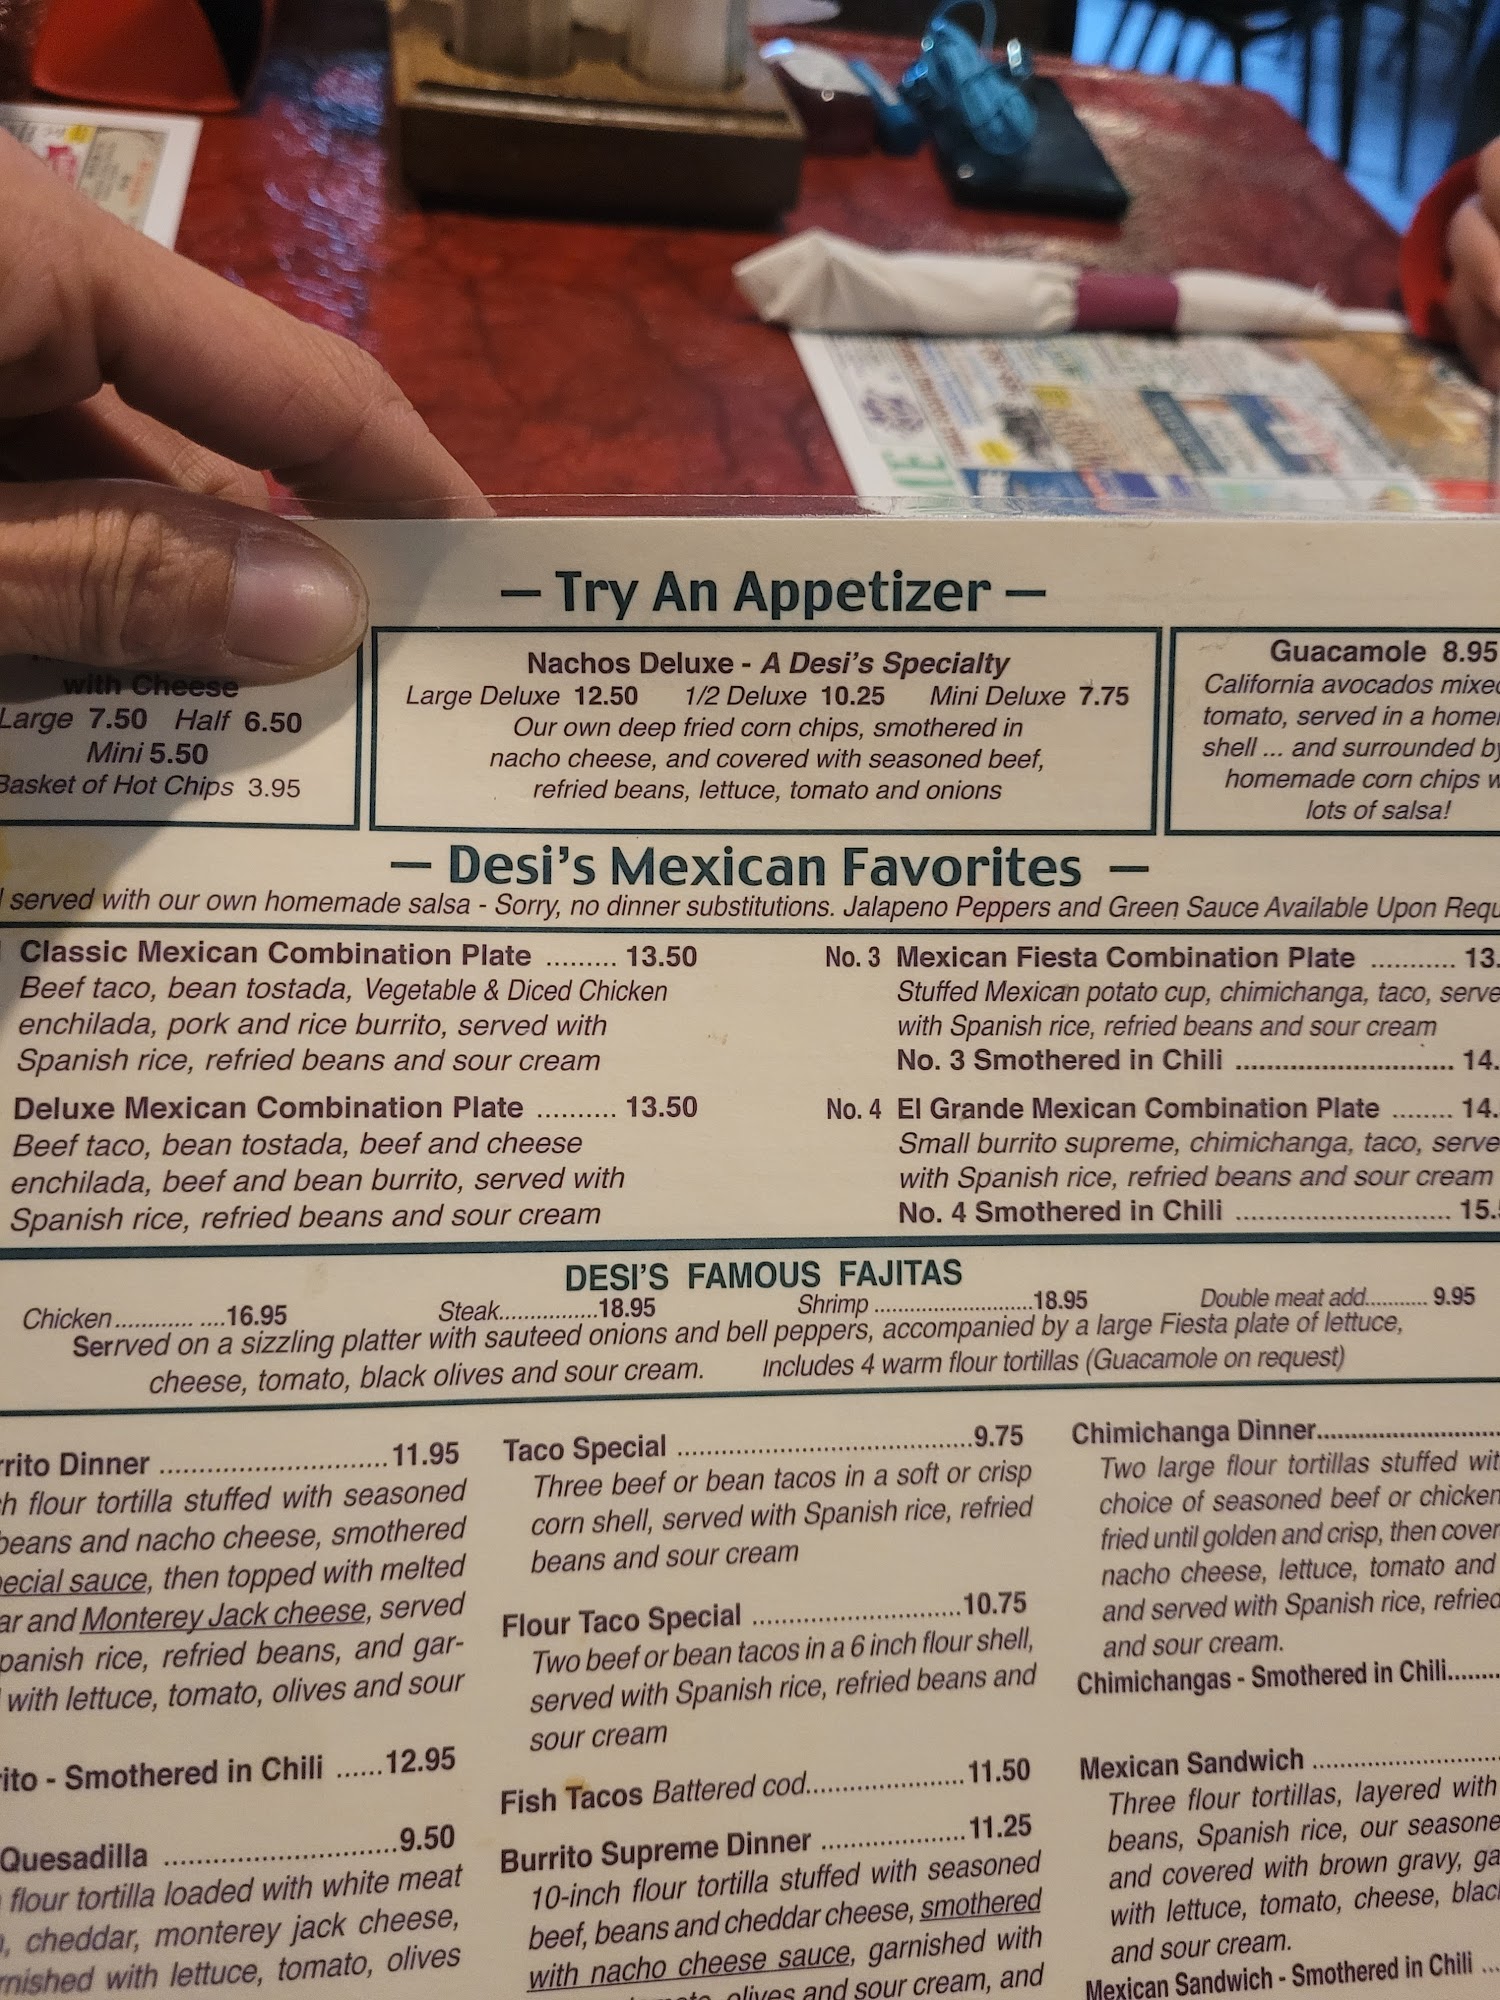 — Try An Appetizer —
with Cheese
Large 7.50 Half 6.50
Mini 5.50
Basket of Hot Chips 3.95
Nachos Deluxe - A Desi's Specialty
Large Deluxe 12.50 1/2 Deluxe 10.25 Mini Deluxe 7.75
Our own deep fried corn chips, smothered in
nacho cheese, and covered with seasoned beef,
refried beans, lettuce, tomato and onions
Guacamole 8.95
California avocados mixed
tomato, served in a
shell ... and surrounded by
homemade corn chips
lots of salsa!
— Desi's Mexican Favorites —
served with our own homemade salsa - Sorry, no dinner substitutions. Jalapeno Peppers and Green Sauce Available Upon
Classic Mexican Combination Plate ......... 13.50
Beef taco, bean tostada, Vegetable & Diced Chicken
enchilada, pork and rice burrito, served with
Spanish rice, refried beans and sour cream
Deluxe Mexican Combination Plate .......... 13.50
Beef taco, bean tostada, beef and cheese
enchilada, beef and bean burrito, served with
Spanish rice, refried beans and sour cream
No. 3 Mexican Fiesta Combination Plate ........... 13.
Stuffed Mexican potato cup, chimichanga, taco, serve
with Spanish rice, refried beans and sour cream
No. 3 Smothered in Chili ............................ 14.
No. 4 El Grande Mexican Combination Plate ........ 14.
Small burrito supreme, chimichanga, taco, serve
with Spanish rice, refried beans and sour cream
No. 4 Smothered in Chili ............................ 15.
DESI'S FAMOUS FAJITAS
Chicken............ ....16.95 Steak................18.95 Shrimp ............................18.95 Double meat add........... 9.95
Serrved on a sizzling platter with sauteed onions and bell peppers, accompanied by a large Fiesta plate of lettuce,
cheese, tomato, black olives and sour cream. Includes 4 warm flour tortillas (Guacamole on request)
rrito Dinner ............................11.95
ch flour tortilla stuffed with seasoned
beans and nacho cheese, smothered
pecial sauce, then topped with melted
ar and Monterey Jack cheese, served
panish rice, refried beans, and gar-
with lettuce, tomato, olives and sour
rito - Smothered in Chili ......12.95
Quesadilla ............................9.50
flour tortilla loaded with white meat
cheddar, monterey jack cheese,
rnished with lettuce, tomato, olives
Taco Special ....................................9.75
Three beef or bean tacos in a soft or crisp
corn shell, served with Spanish rice, refried
beans and sour cream
Flour Taco Special .........................10.75
Two beef or bean tacos in a 6 inch flour shell,
served with Spanish rice, refried beans and
sour cream
Fish Tacos Battered cod...................11.50
Burrito Supreme Dinner .................11.25
10-inch flour tortilla stuffed with seasoned
beef, beans and cheddar cheese, smothered
with nacho cheese sauce, garnished with
olives and sour cream, and
Chimichanga Dinner......................
Two large flour tortillas stuffed
choice of seasoned beef or chicken
fried until golden and crisp, then cover
nacho cheese, lettuce, tomato and
and served with Spanish rice, refried
and sour cream.
Chimichangas - Smothered in Chili.......
Mexican Sandwich .......................
Three flour tortillas, layered with
beans, Spanish rice, our seasone
and covered with brown gravy, ga
with lettuce, tomato, cheese, black
and sour cream.
Mexican Sandwich - Smothered in Chili ...